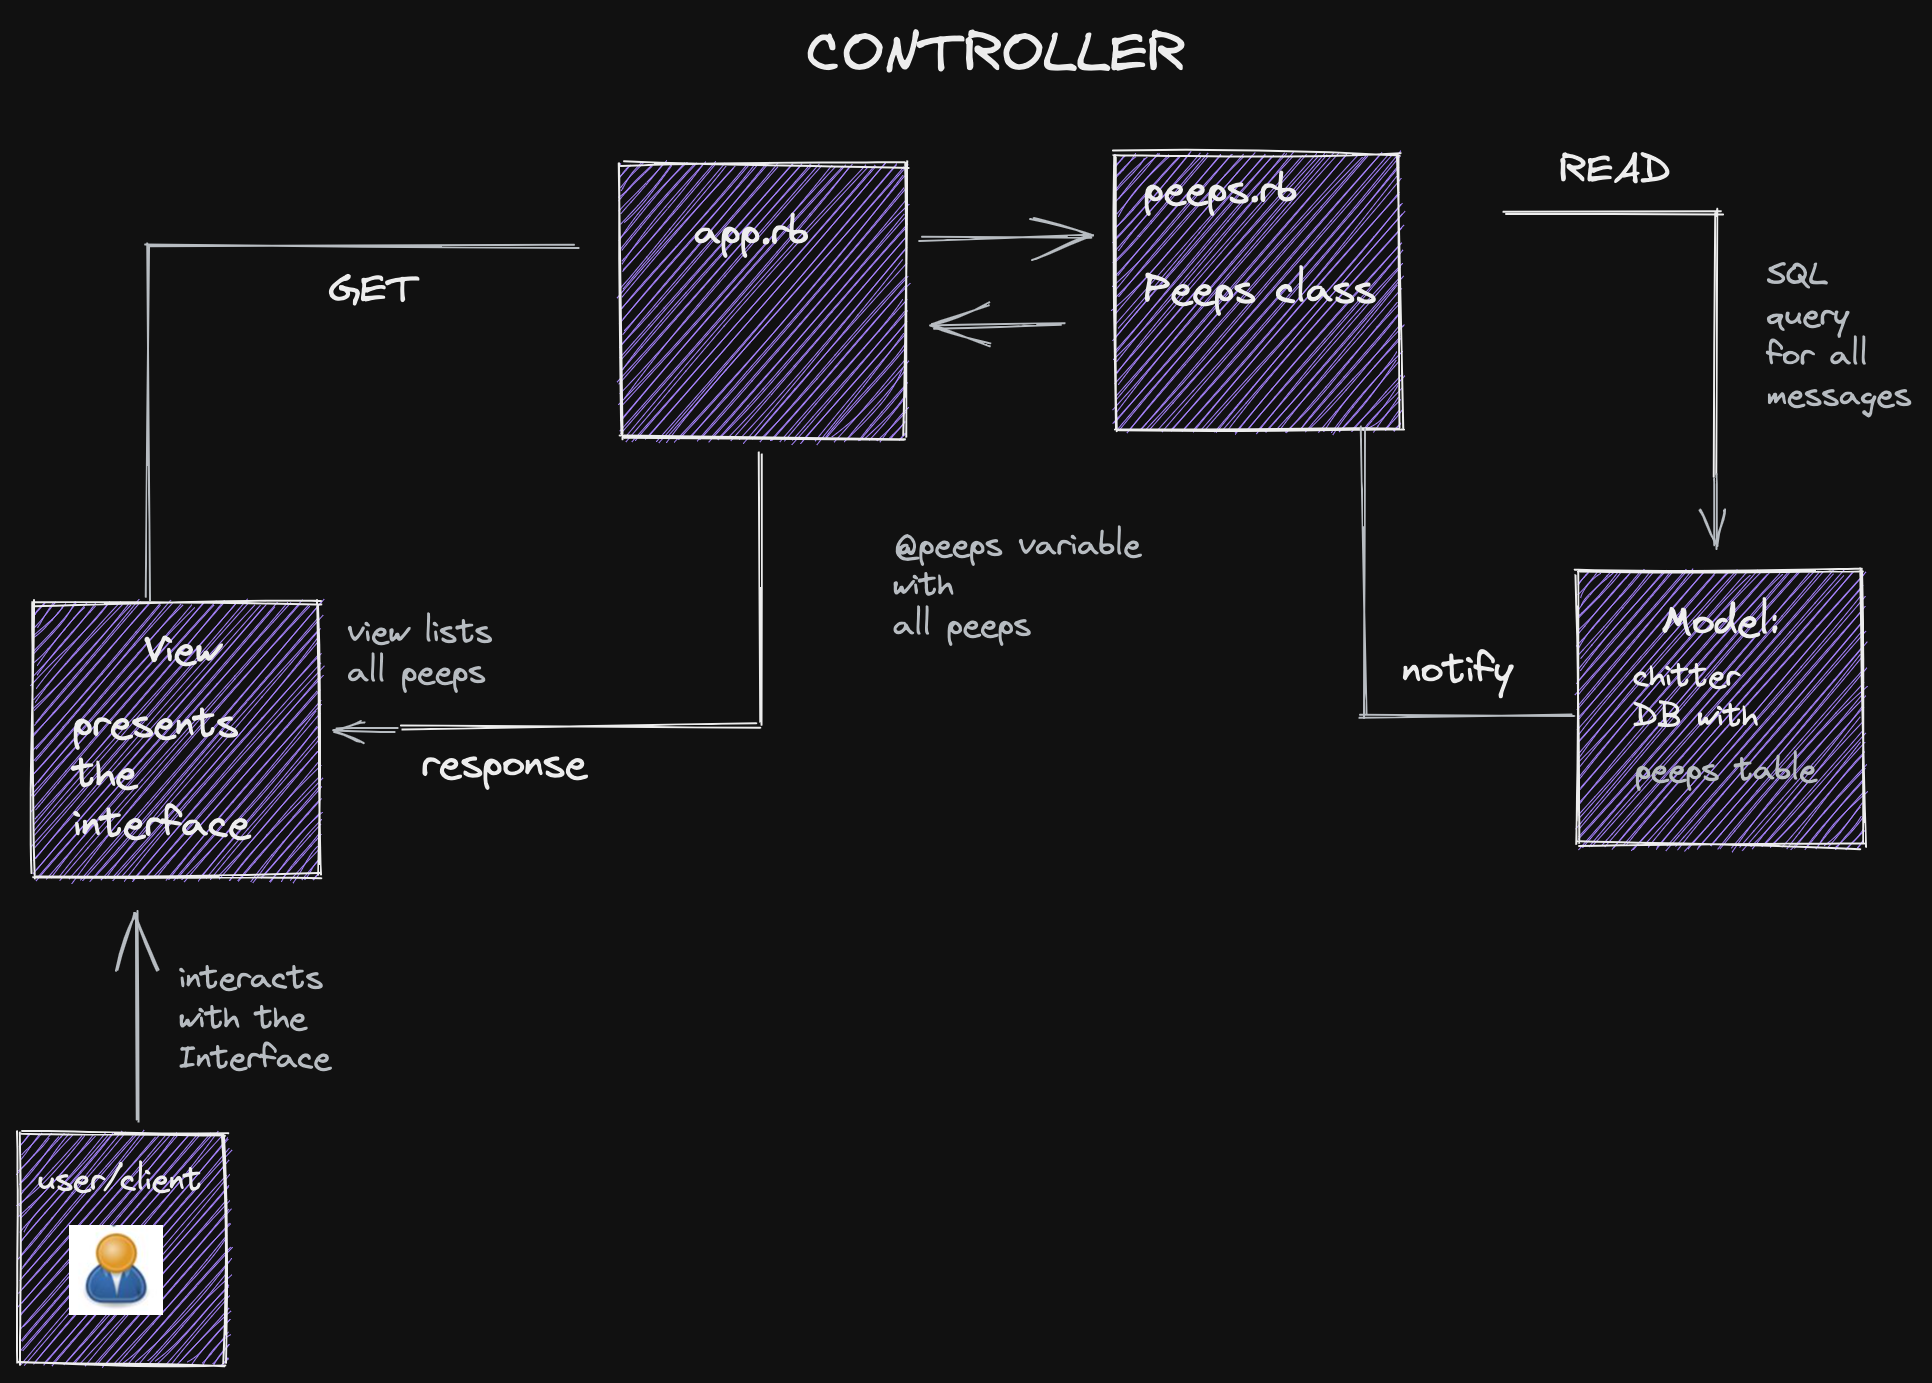 CONTROLLER
app.rb
peeps.rb
Peeps class
READ
GET
SQL
query
for all
messages
@peeps variable
with
all peeps
view lists
all peeps
response
View
presents
the
interface
notify
Model:
chitter
DB with
peeps table
interacts
with the
Interface
user/client